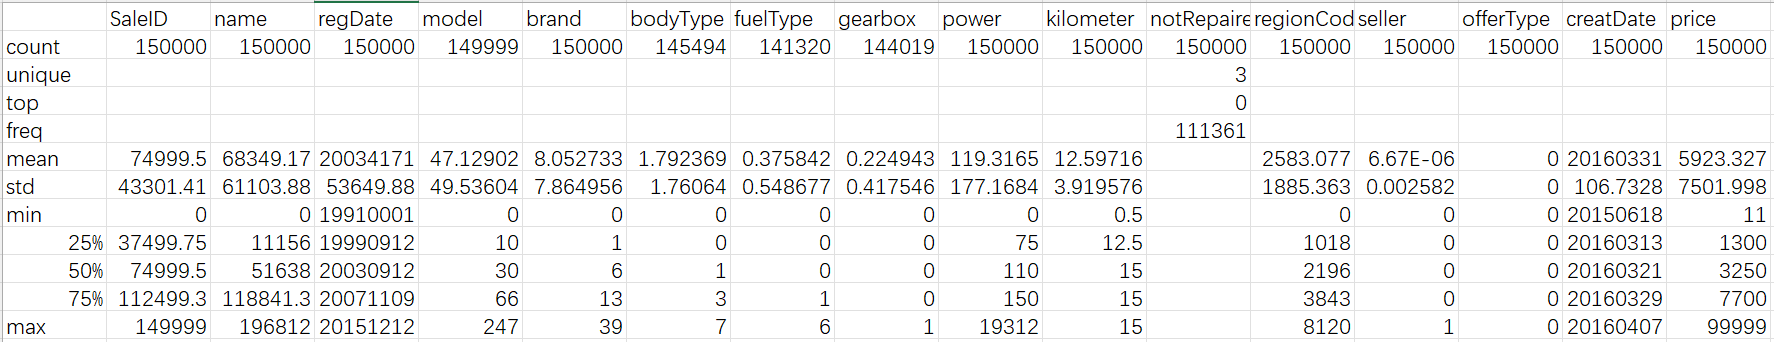 SaleID name regDate model brand bodyType fuelType gearbox power kilometer notRepaire regionCod seller offerType creatDate price
count 150000 150000 150000 149999 150000 145494 141320 144019 150000 150000 150000 150000 150000 150000 150000 150000
unique 3
top 0
freq 111361
mean 74999.5 68349.17 20034171 47.12902 8.052733 1.792369 0.375842 0.224943 119.3165 12.59716 2583.077 6.67E-06 0 20160331 5923.327
std 43301.41 61103.88 53649.88 49.53604 7.864956 1.76064 0.548677 0.417546 177.1684 3.919576 1885.363 0.002582 0 106.7328 7501.998
min 0 0 19910001 0 0 0 0 0 0 0.5 0 0 0 20150618 11
25% 37499.75 11156 19990912 10 1 0 0 0 75 12.5 1018 0 0 20160313 1300
50% 74999.5 51638 20030912 30 6 1 0 0 110 15 2196 0 0 20160321 3250
75% 112499.3 118841.3 20071109 66 13 3 1 0 150 15 3843 0 0 20160329 7700
max 149999 196812 20151212 247 39 7 6 1 19312 15 8120 1 0 20160407 99999